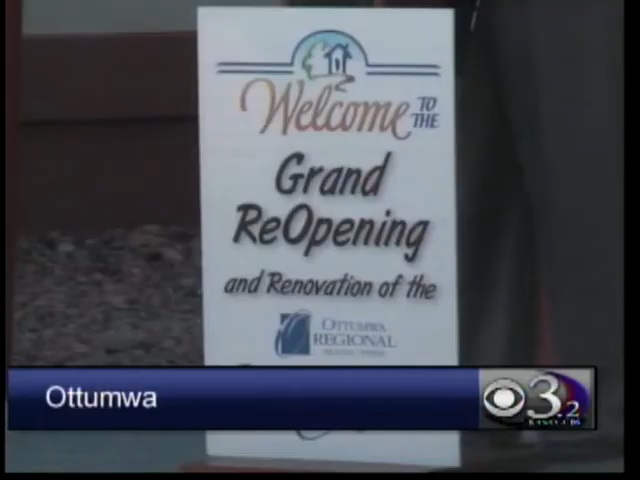 Welcome TO THE
Grand
ReOpening
and Renovation of the
OTTUMWA
REGIONAL
Ottumwa
3.2